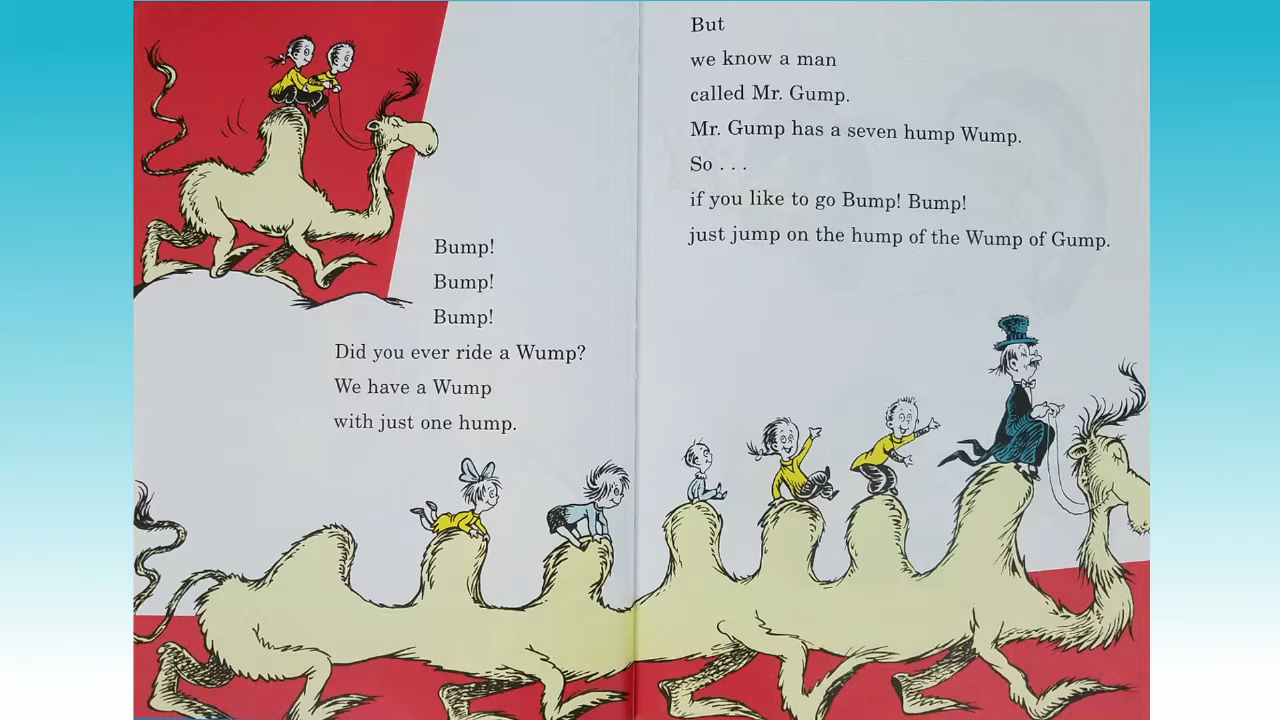 Bump!
Bump!
Bump!
Did you ever ride a Wump?
We have a Wump
with just one hump.
But
we know a man
called Mr. Gump.
Mr. Gump has a seven hump Wump.
So . . .
if you like to go Bump! Bump!
just jump on the hump of the Wump of Gump.